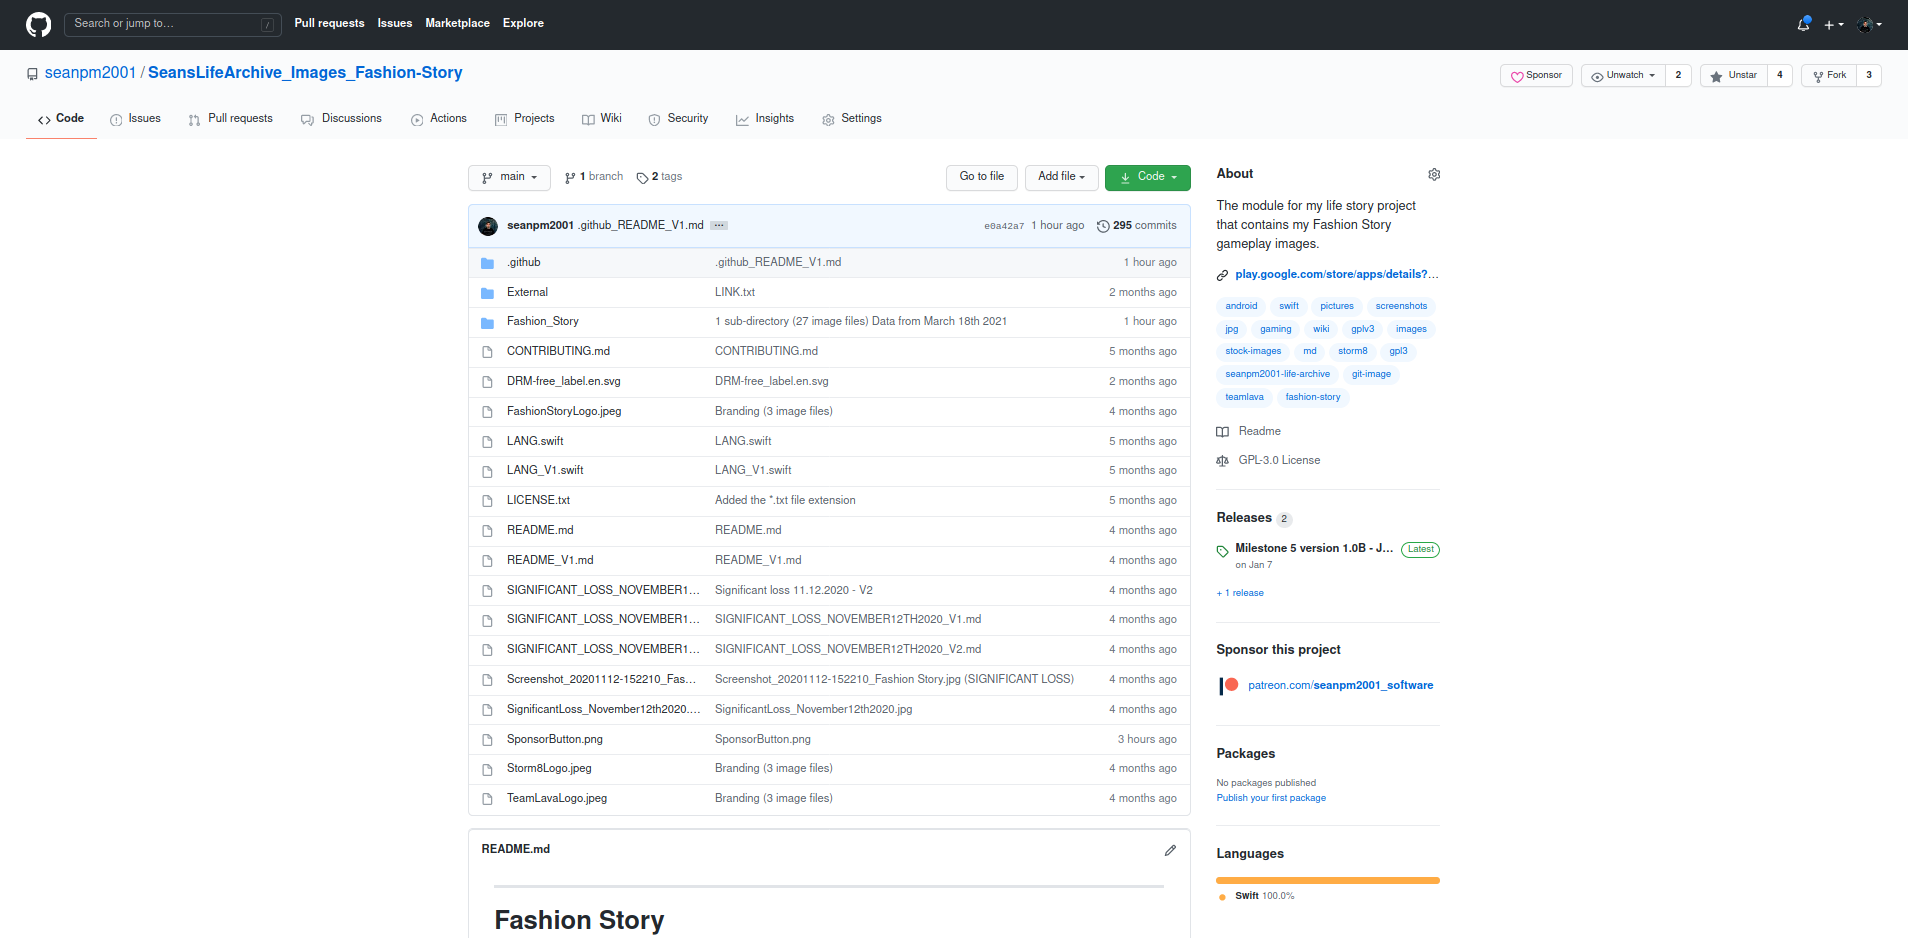 Search or jump to... /
Pull requests Issues Marketplace Explore
seanpm2001 / SeansLifeArchive_Images_Fashion-Story
Sponsor Unwatch 2 Unstar 4 Fork 3
Code Issues Pull requests Discussions Actions Projects Wiki Security Insights Settings
main 1 branch 2 tags Go to file Add file Code
seanpm2001 .github_README_V1.md ... e0a42a7 1 hour ago 295 commits
.github .github_README_V1.md 1 hour ago
External LINK.txt 2 months ago
Fashion_Story 1 sub-directory (27 image files) Data from March 18th 2021 1 hour ago
CONTRIBUTING.md CONTRIBUTING.md 5 months ago
DRM-free_label.en.svg DRM-free_label.en.svg 2 months ago
FashionStoryLogo.jpeg Branding (3 image files) 4 months ago
LANG.swift LANG.swift 5 months ago
LANG_V1.swift LANG_V1.swift 5 months ago
LICENSE.txt Added the *.txt file extension 5 months ago
README.md README.md 4 months ago
README_V1.md README_V1.md 4 months ago
SIGNIFICANT_LOSS_NOVEMBER1... Significant loss 11.12.2020 - V2 4 months ago
SIGNIFICANT_LOSS_NOVEMBER1... SIGNIFICANT_LOSS_NOVEMBER12TH2020_V1.md 4 months ago
SIGNIFICANT_LOSS_NOVEMBER1... SIGNIFICANT_LOSS_NOVEMBER12TH2020_V2.md 4 months ago
Screenshot_20201112-152210_Fas... Screenshot_20201112-152210_Fashion Story.jpg (SIGNIFICANT LOSS) 4 months ago
SignificantLoss_November12th2020.... SignificantLoss_November12th2020.jpg 4 months ago
SponsorButton.png SponsorButton.png 3 hours ago
Storm8Logo.jpeg Branding (3 image files) 4 months ago
TeamLavaLogo.jpeg Branding (3 image files) 4 months ago
README.md
Fashion Story
About
The module for my life story project
that contains my Fashion Story
gameplay images.
play.google.com/store/apps/details?...
android swift pictures screenshots
jpg gaming wiki gplv3 images
stock-images md storm8 gpl3
seanpm2001-life-archive git-image
teamlava fashion-story
Readme
GPL-3.0 License
Releases 2
Milestone 5 version 1.0B - J... Latest
on Jan 7
+ 1 release
Sponsor this project
patreon.com/seanpm2001_software
Packages
No packages published
Publish your first package
Languages
Swift 100.0%